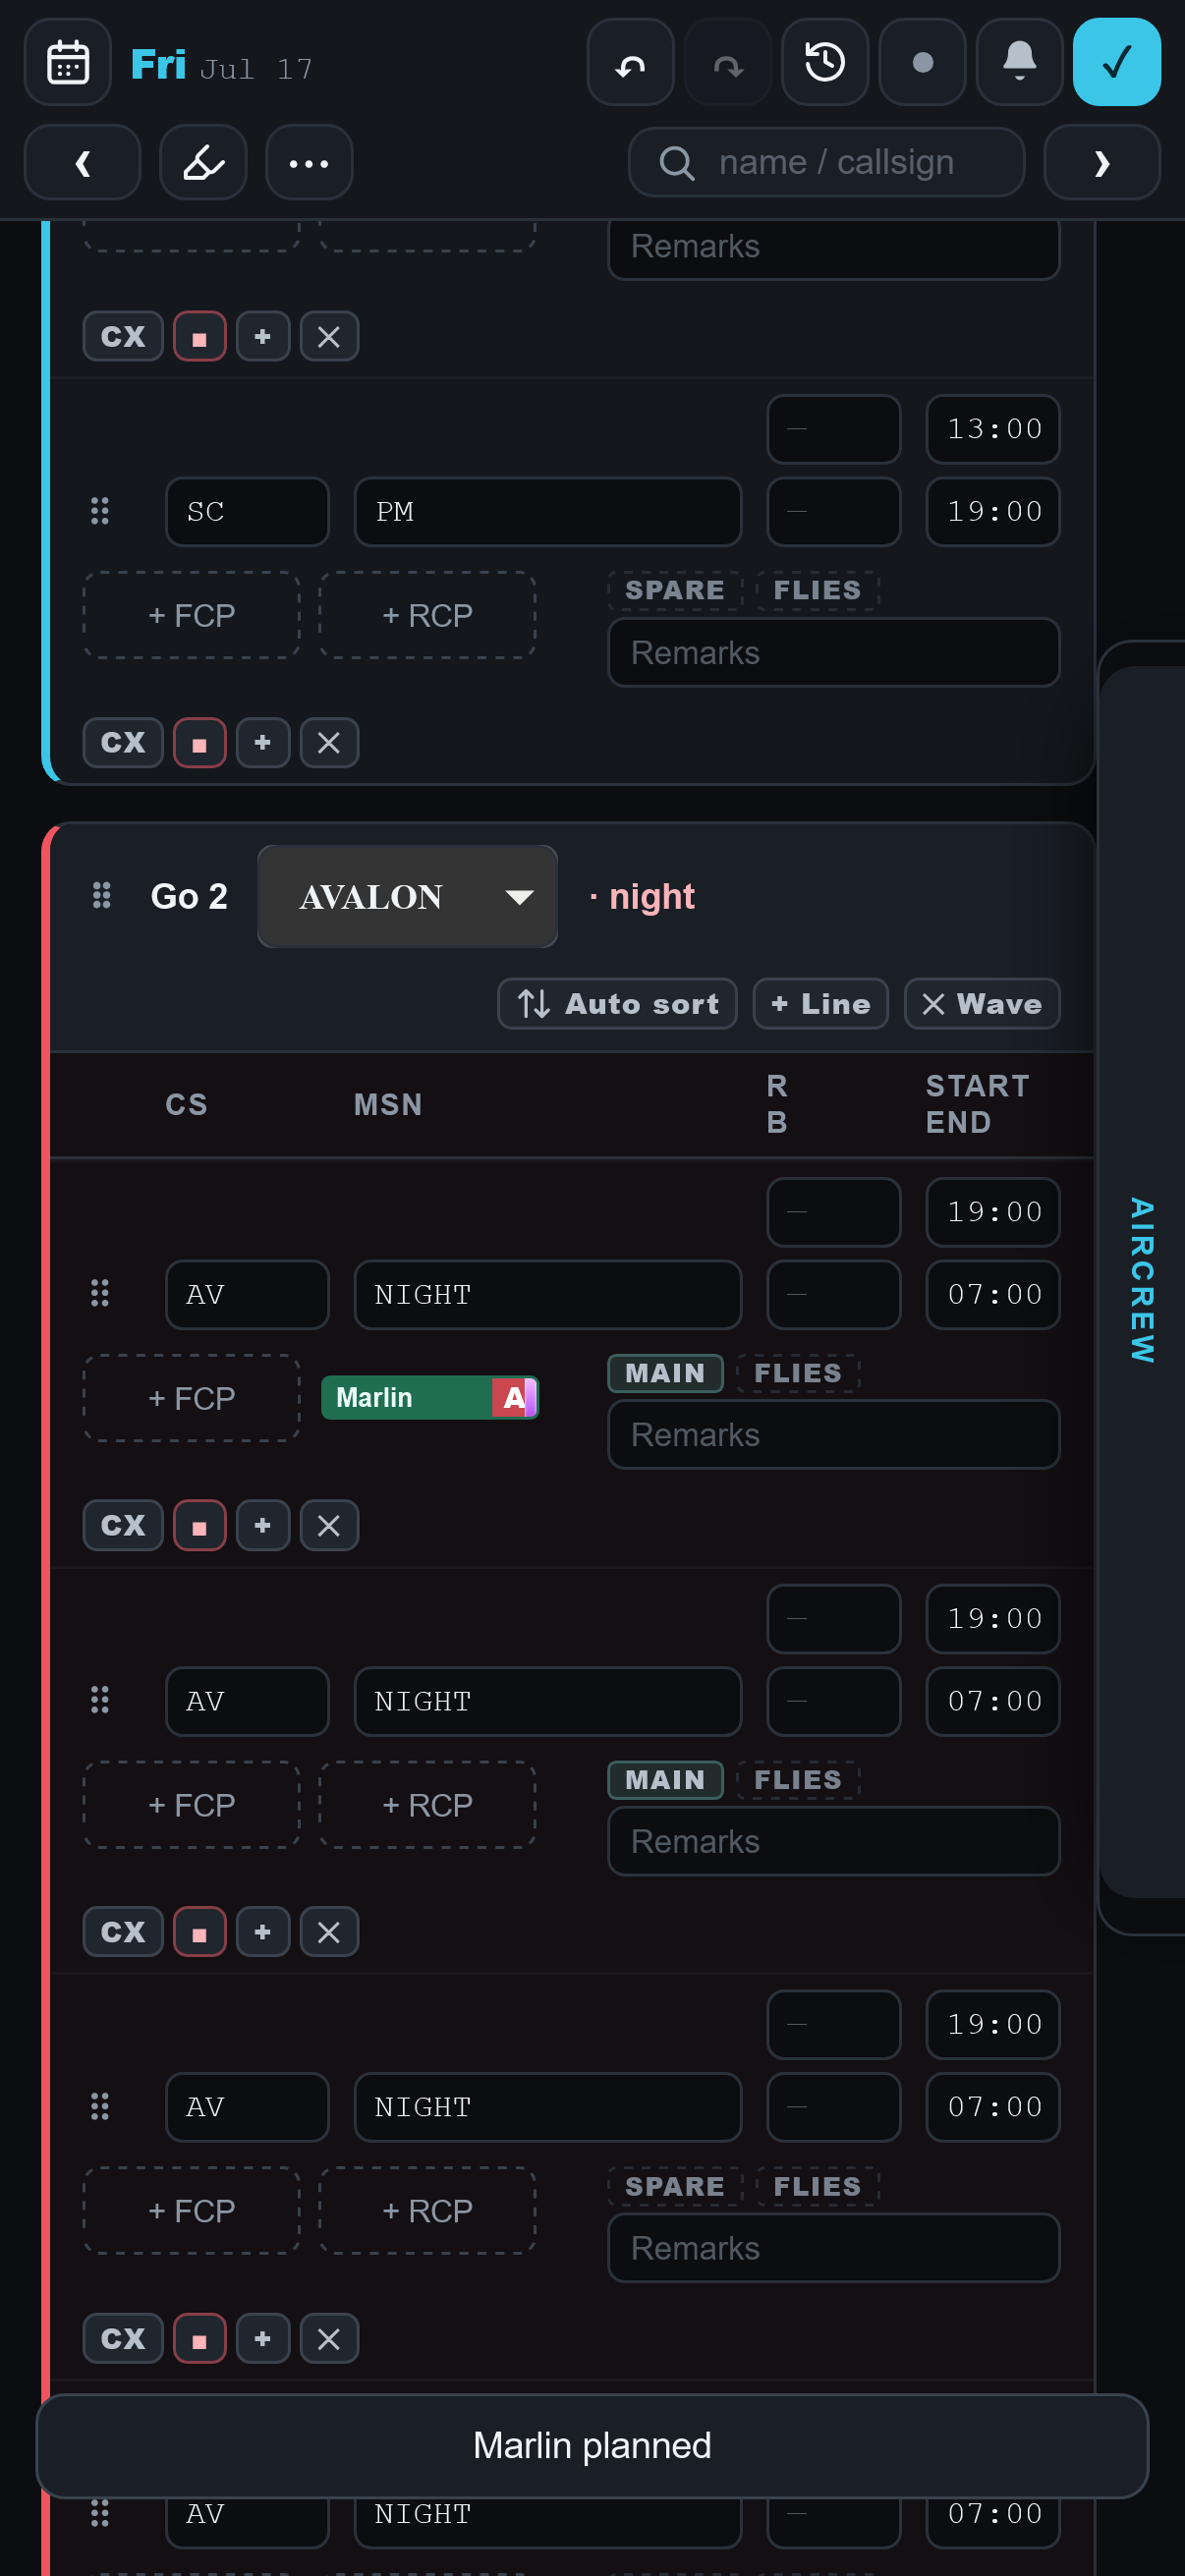 Fri Jul 17
name / callsign
Remarks
CX +
13:00
SC PM — 19:00
+ FCP + RCP SPARE FLIES
Remarks
CX +
Go 2 AVALON · night
Auto sort + Line Wave
CS MSN R B START END
— 19:00
AV NIGHT — 07:00
+ FCP Marlin A MAIN FLIES
Remarks
CX +
— 19:00
AV NIGHT — 07:00
+ FCP + RCP MAIN FLIES
Remarks
CX +
— 19:00
AV NIGHT — 07:00
+ FCP + RCP SPARE FLIES
Remarks
CX +
Marlin planned
AV NIGHT — 07:00
AIRCREW